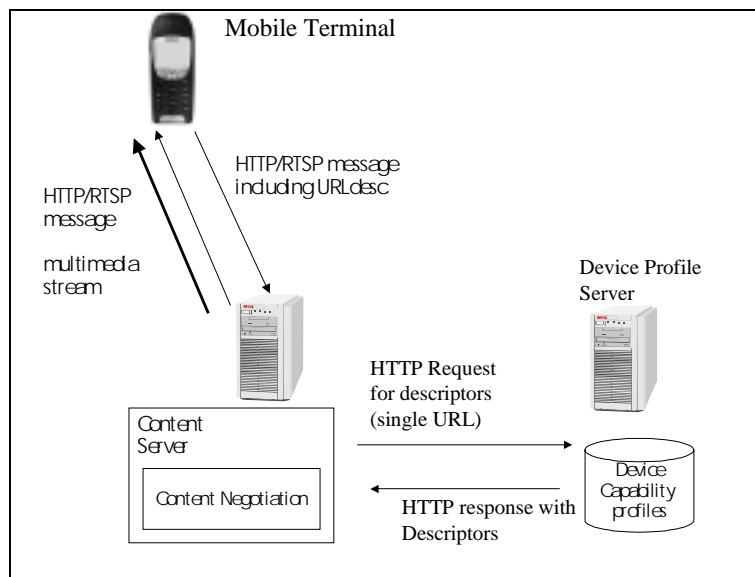 Mobile Terminal
HTTP/RTSP message
including URLdesc
HTTP/RTSP
message
multimedia
stream
Device Profile
Server
HTTP Request
for descriptors
(single URL)
Content
Server
Content Negotiation
Device
Capability
profiles
HTTP response with
Descriptors